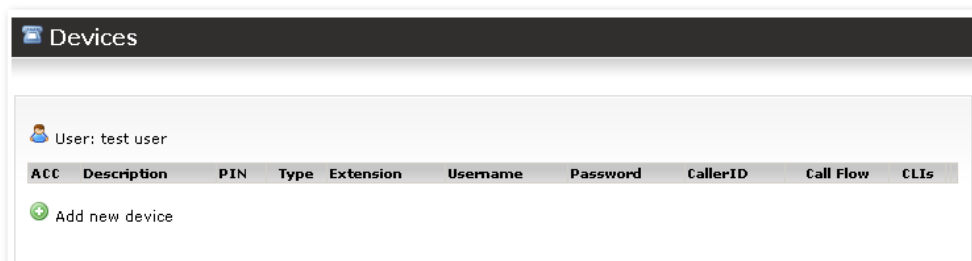 Devices
User: test user
ACC Description PIN Type Extension Username Password CallerID Call Flow CLIs
Add new device